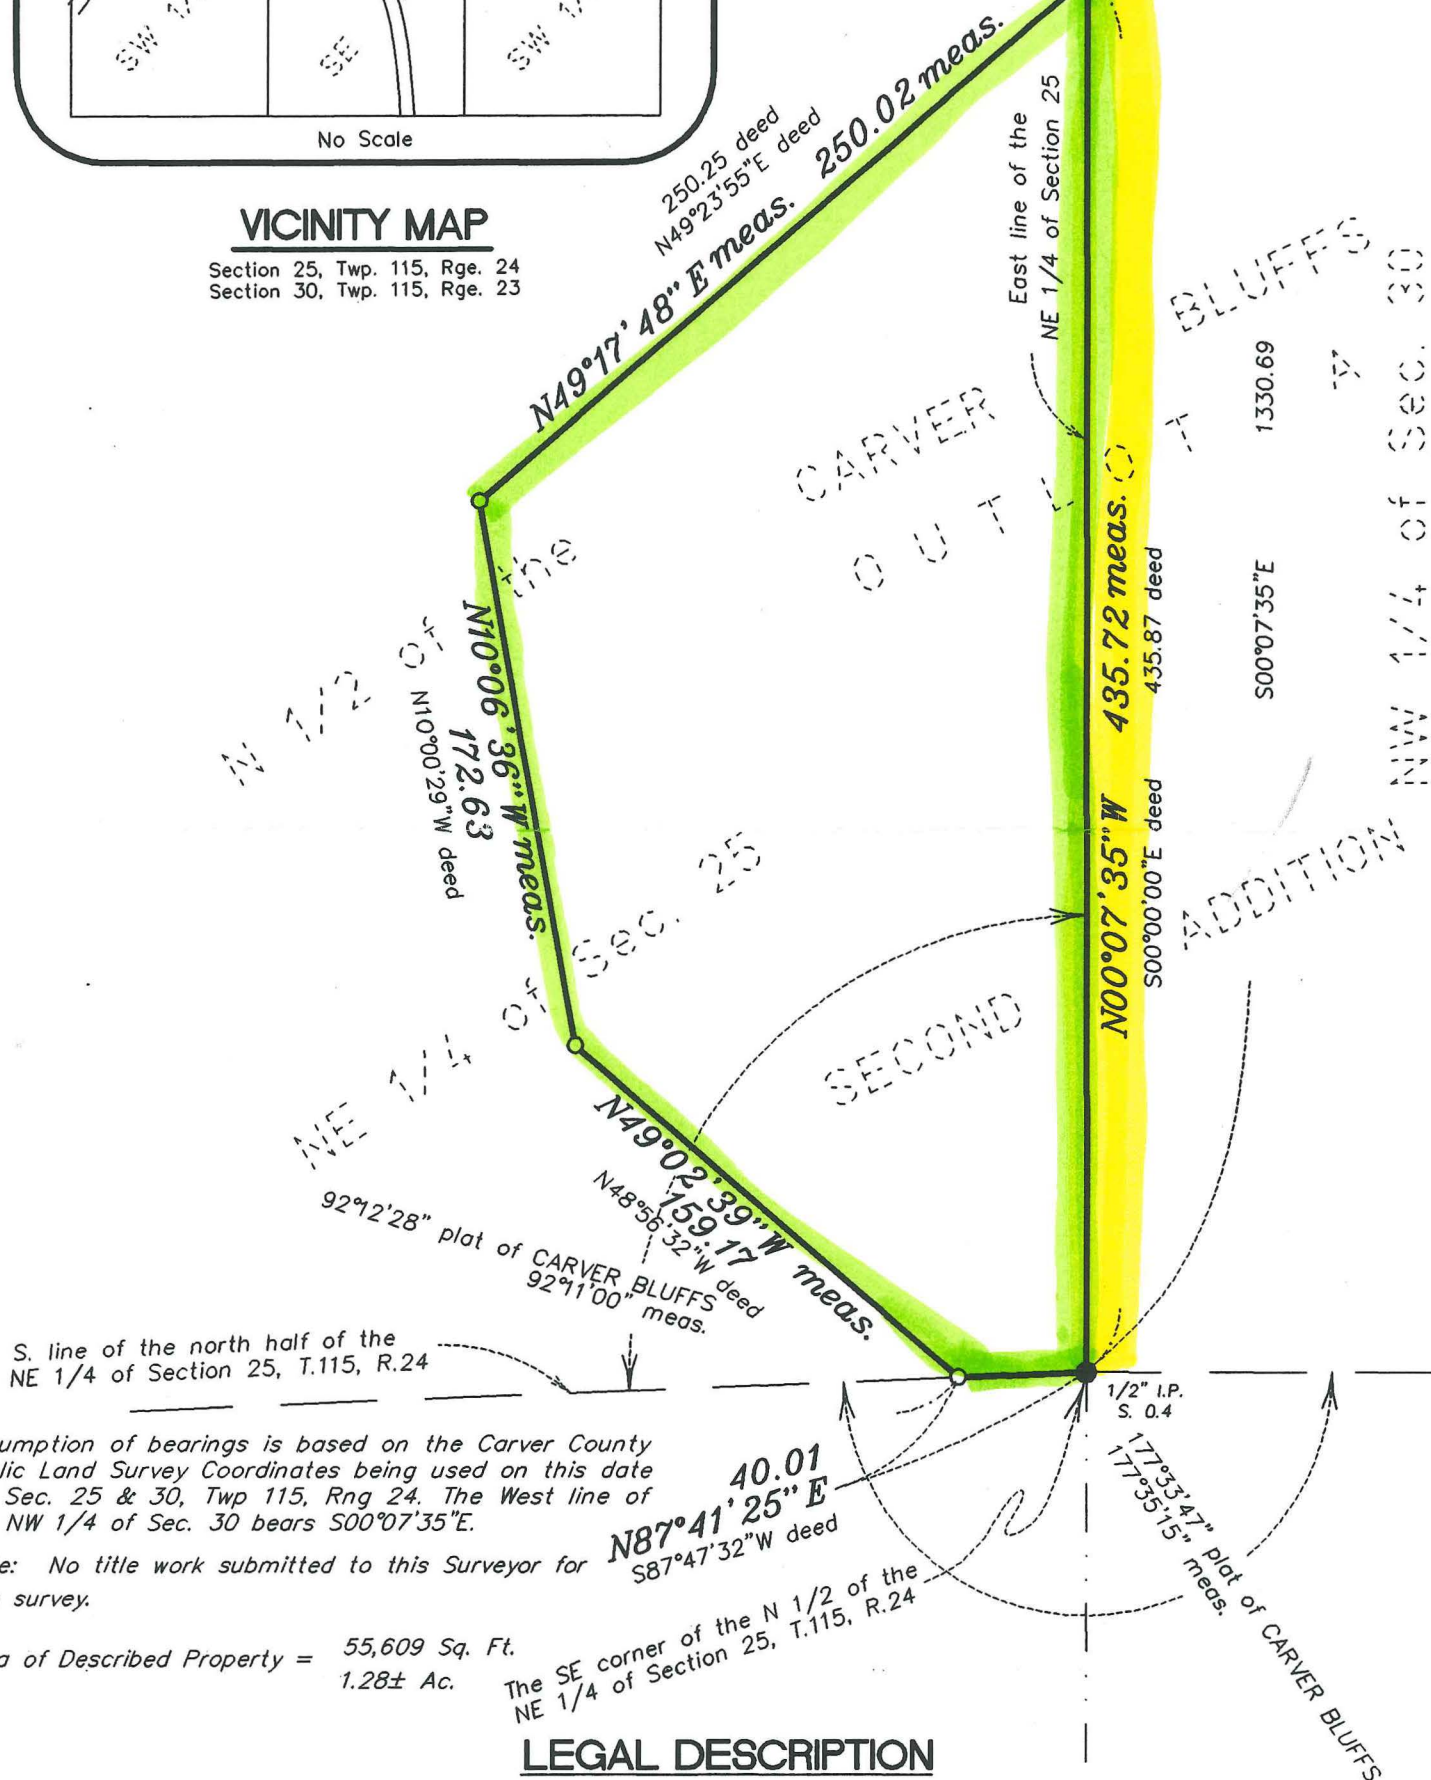 SW 1/
SE
SW 1/
No Scale
VICINITY MAP
Section 25, Twp. 115, Rge. 24
Section 30, Twp. 115, Rge. 23
250.25 deed
N49°23'55"E deed
N49°17'48" E meas. 250.02 meas.
East line of the
NE 1/4 of Section 25
CARVER BLUFFS
OUTLOT A
SECOND ADDITION
1330.69
S00°07'35"E
NW 1/4 of Sec. 30
N00°07'35"W 435.72 meas.
S00°00'00"E deed 435.87 deed
N 1/2 of the
NE 1/4 of Sec. 25
N10°06'36"W meas.
172.63
N10°00'29"W deed
N49°02'39"W meas.
159.17
N48°56'32"W deed
92°12'28" plat of CARVER BLUFFS
92°11'00" meas.
S. line of the north half of the
NE 1/4 of Section 25, T.115, R.24
1/2" I.P.
S. 0.4
umption of bearings is based on the Carver County
lic Land Survey Coordinates being used on this date
Sec. 25 & 30, Twp 115, Rng 24. The West line of
NW 1/4 of Sec. 30 bears S00°07'35"E.
e: No title work submitted to this Surveyor for
survey.
40.01
N87°41'25" E
S87°47'32"W deed
177°33'47" plat of CARVER BLUFFS
177°35'15" meas.
a of Described Property = 55,609 Sq. Ft.
1.28± Ac.
The SE corner of the N 1/2 of the
NE 1/4 of Section 25, T.115, R.24
LEGAL DESCRIPTION